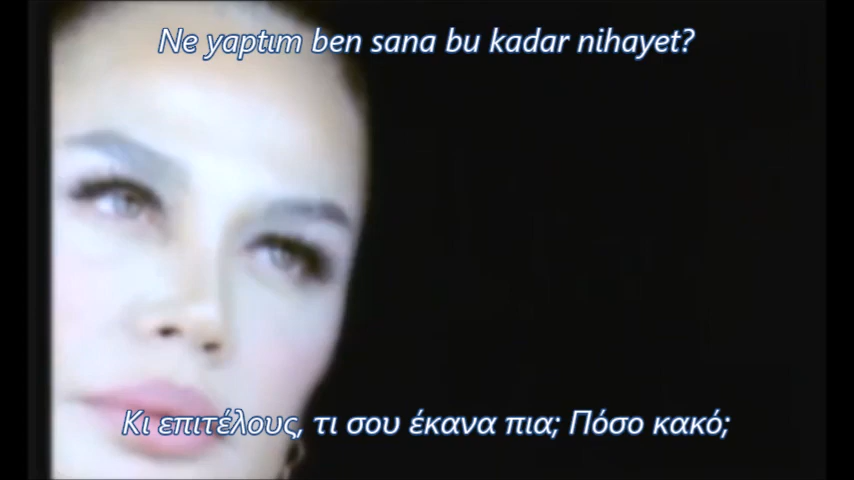 Ne yaptım ben sana bu kadar nihayet?
Κι επιτέλους, τι σου έκανα πια; Πόσο κακό;